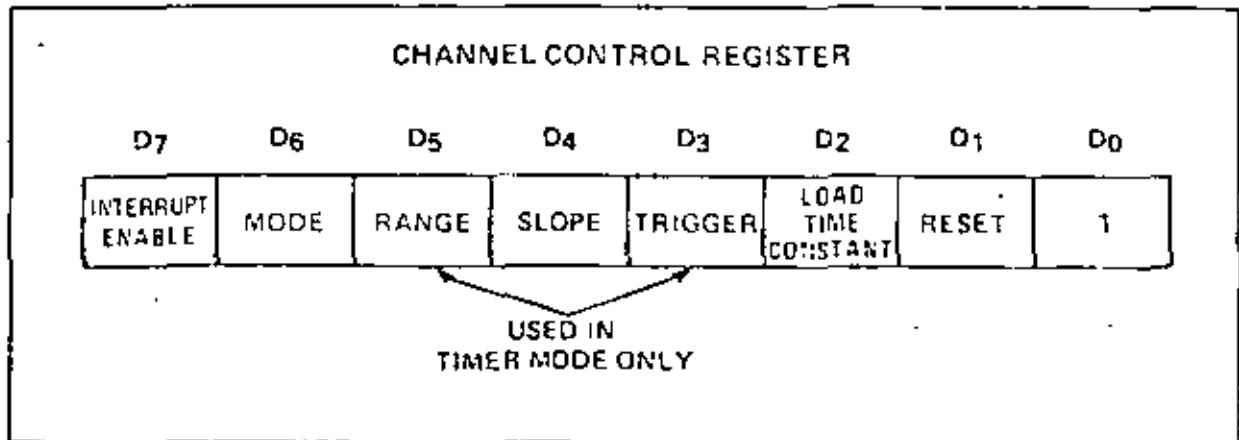 CHANNEL CONTROL REGISTER
D7 D6 D5 D4 D3 D2 D1 D0
INTERRUPT ENABLE MODE RANGE SLOPE TRIGGER LOAD TIME CONSTANT RESET 1
USED IN
TIMER MODE ONLY